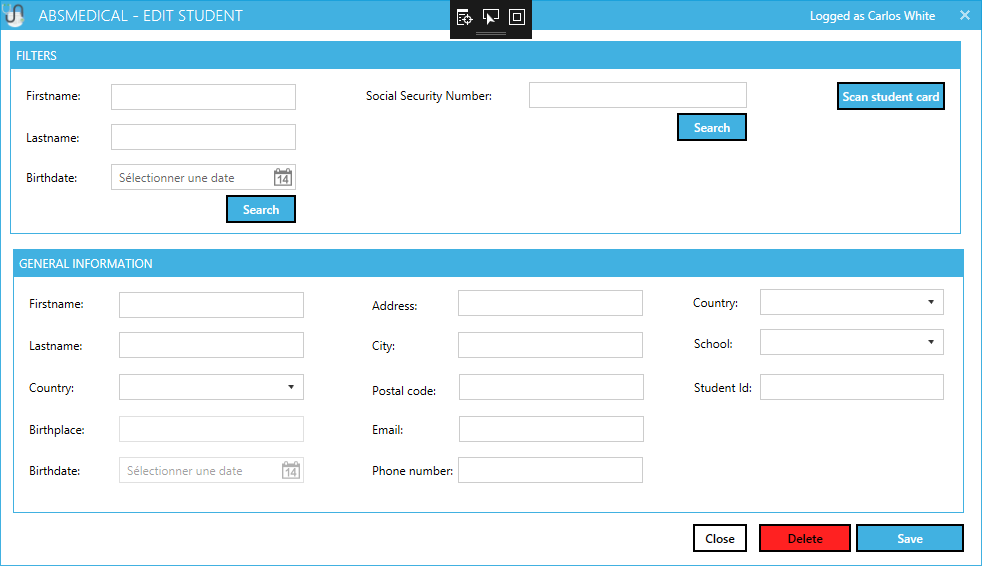 ABSMEDICAL - EDIT STUDENT
Logged as Carlos White
FILTERS
Firstname:
Lastname:
Birthdate: Sélectionner une date 14
Search
Social Security Number:
Search
Scan student card
GENERAL INFORMATION
Firstname:
Lastname:
Country:
Birthplace:
Birthdate: Sélectionner une date 14
Address:
City:
Postal code:
Email:
Phone number:
Country:
School:
Student Id:
Close
Delete
Save